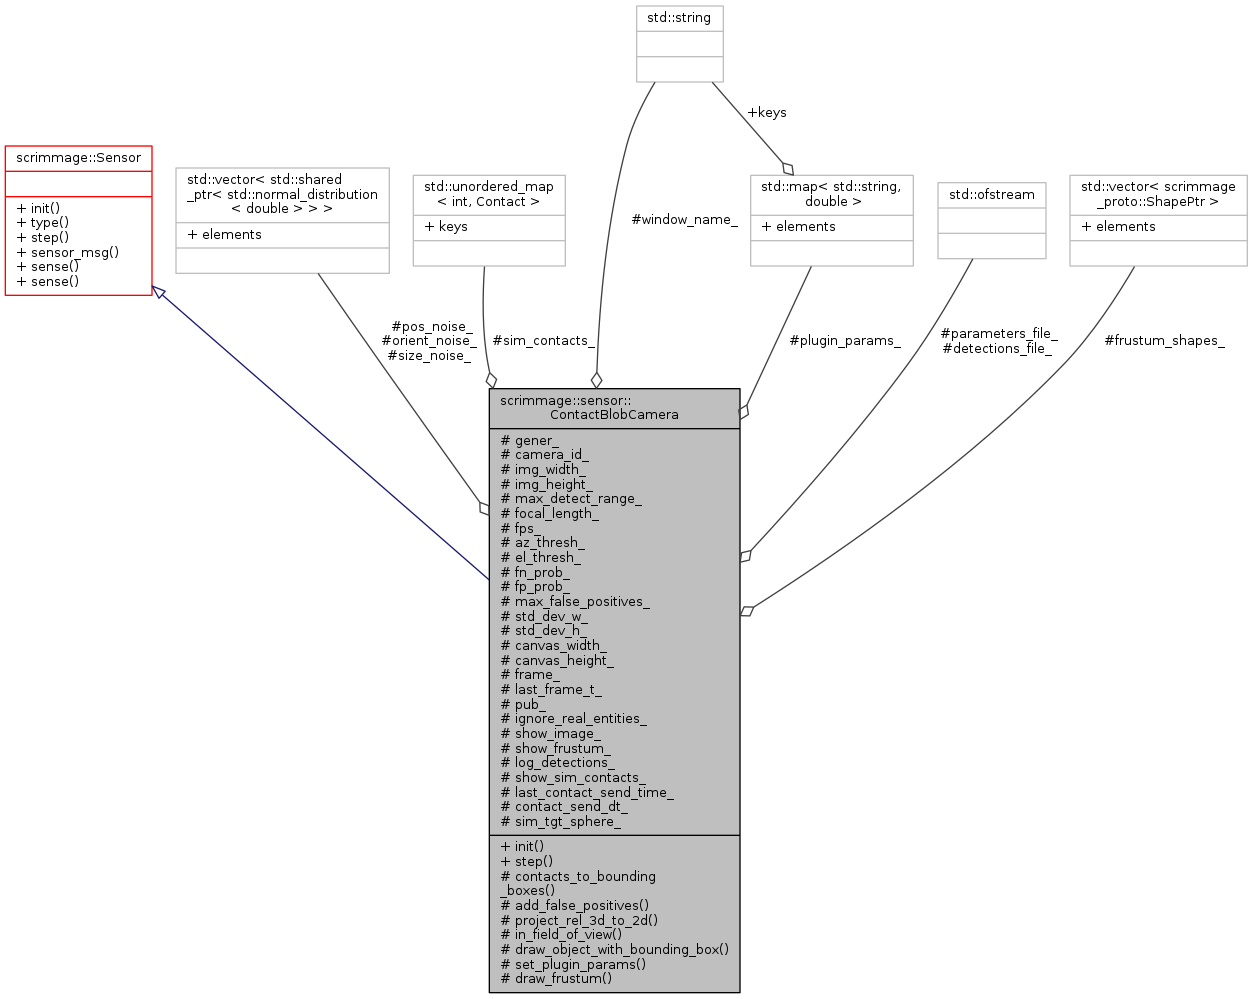 std::string
+keys
scrimmage::Sensor
+ init()
+ type()
+ step()
+ sensor_msg()
+ sense()
+ sense()
std::vector< std::shared
_ptr< std::normal_distribution
< double > > >
+ elements
std::unordered_map
< int, Contact >
+ keys
std::map< std::string,
double >
+ elements
std::ofstream
std::vector< scrimmage
_proto::ShapePtr >
+ elements
#window_name_
#pos_noise_
#orient_noise_
#size_noise_
#sim_contacts_
#plugin_params_
#parameters_file_
#detections_file_
#frustum_shapes_
scrimmage::sensor::
ContactBlobCamera
# gener_
# camera_id_
# img_width_
# img_height_
# max_detect_range_
# focal_length_
# fps_
# az_thresh_
# el_thresh_
# fn_prob_
# fp_prob_
# max_false_positives_
# std_dev_w_
# std_dev_h_
# canvas_width_
# canvas_height_
# frame_
# last_frame_t_
# pub_
# ignore_real_entities_
# show_image_
# show_frustum_
# log_detections_
# show_sim_contacts_
# last_contact_send_time_
# contact_send_dt_
# sim_tgt_sphere_
+ init()
+ step()
# contacts_to_bounding
_boxes()
# add_false_positives()
# project_rel_3d_to_2d()
# in_field_of_view()
# draw_object_with_bounding_box()
# set_plugin_params()
# draw_frustum()